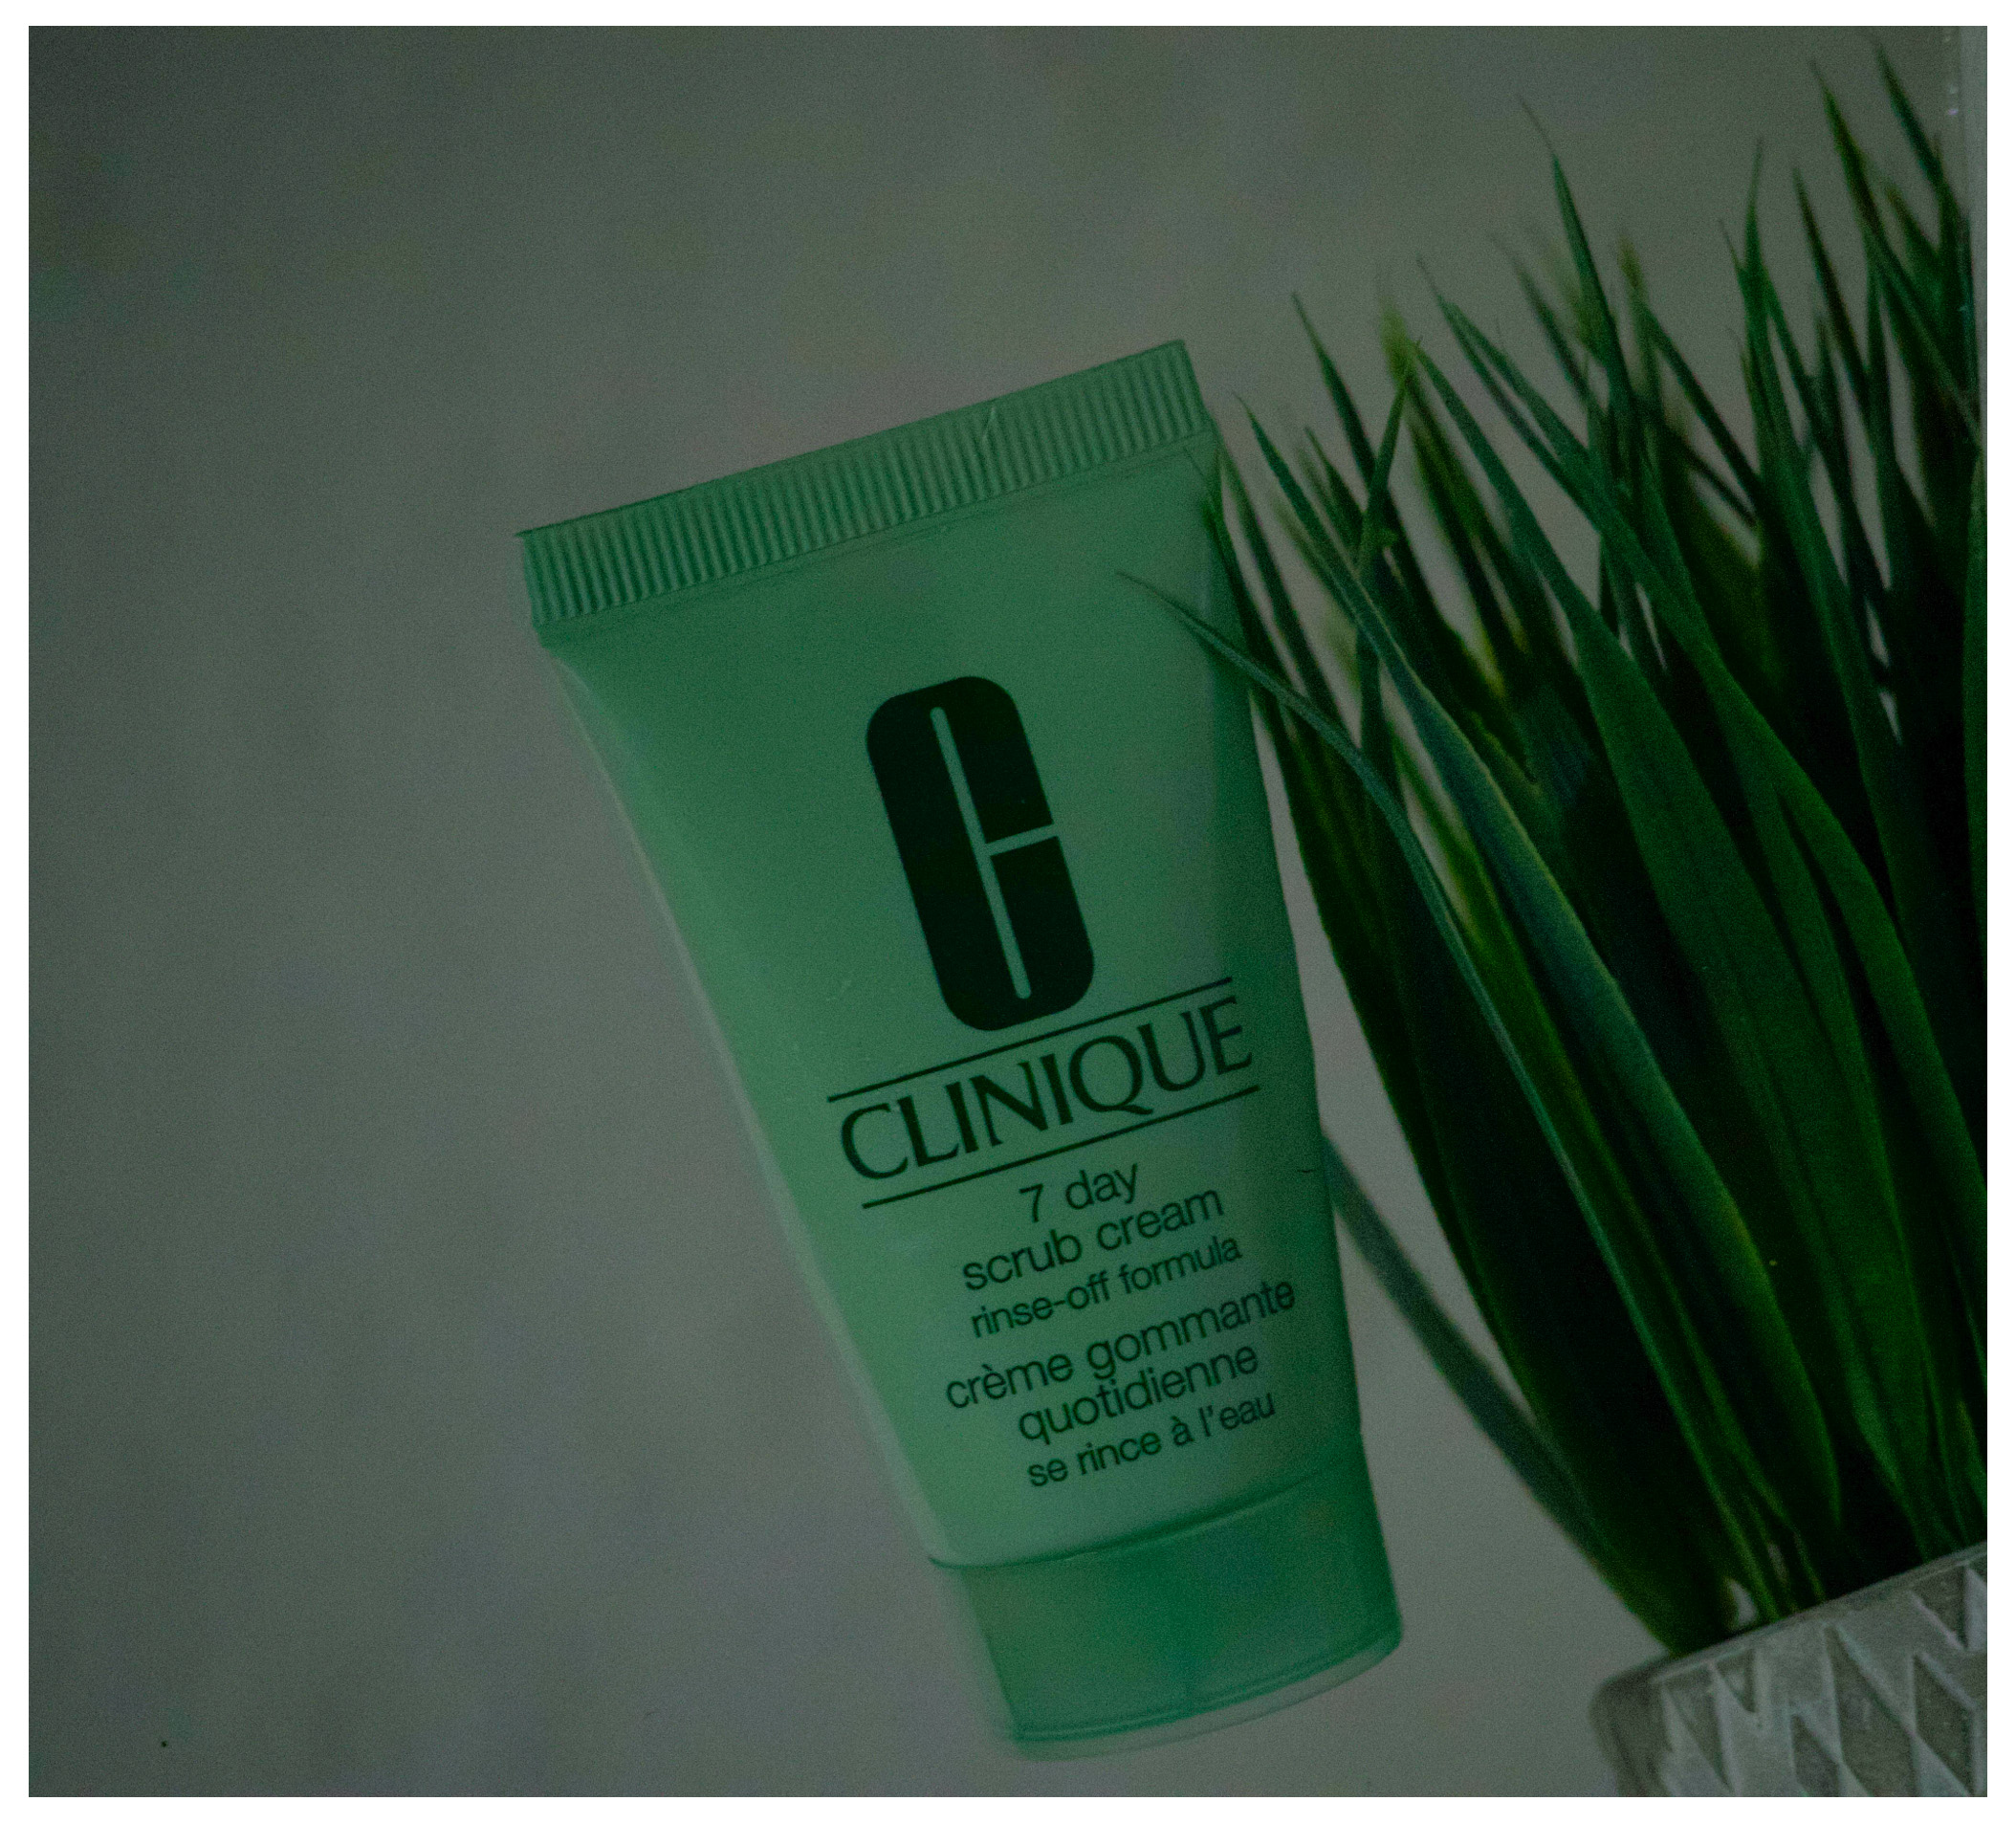 C
CLINIQUE
7 day
scrub cream
rinse-off formula
crème gommante
quotidienne
se rince à l'eau